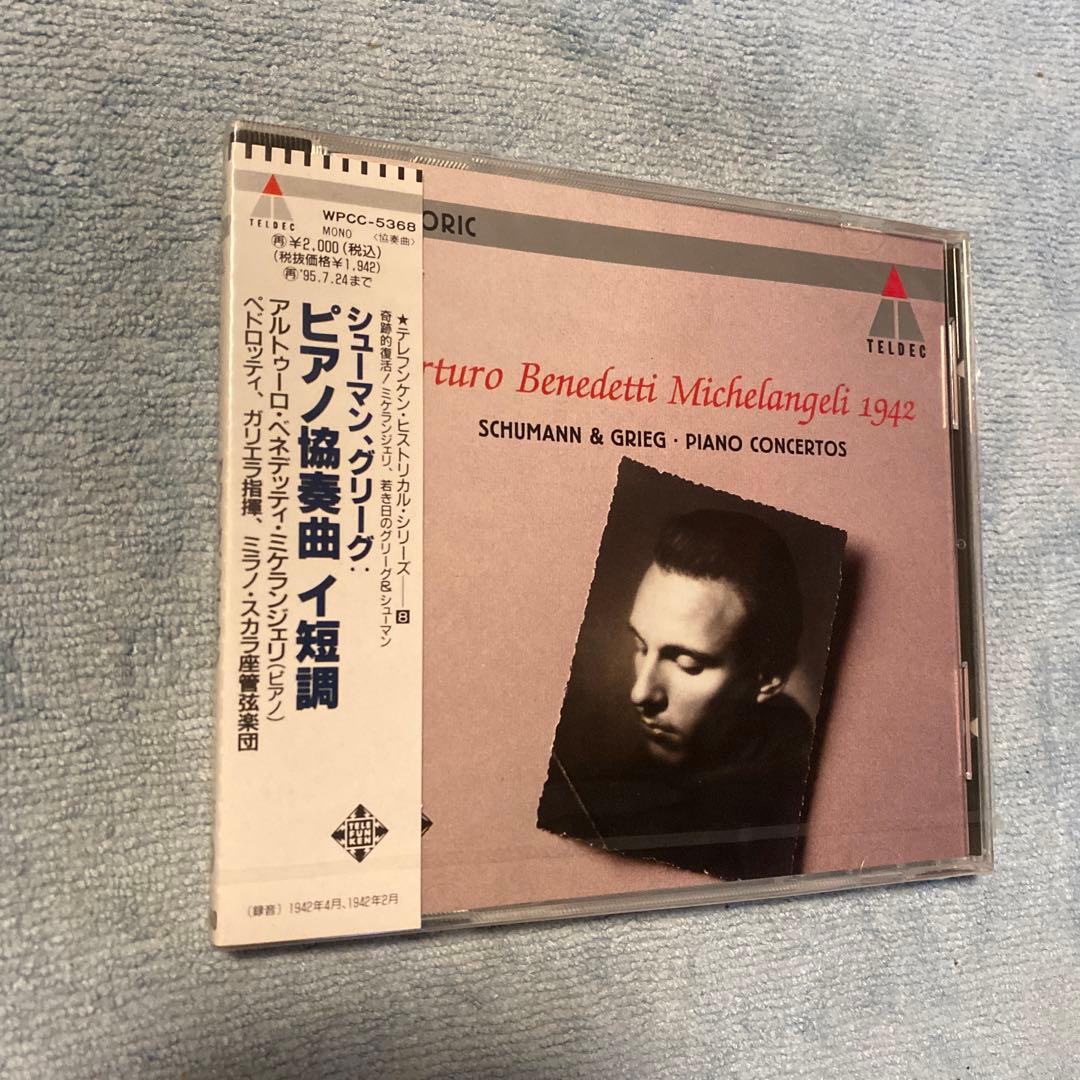 TELDEC
WPCC-5368
MONO 〈協奏曲〉
再¥2,000(税込)
(税抜価格¥1,942)
再'95.7.24まで
★テレフンケン・ヒストリカル・シリーズ──8
奇跡的復活!ミケランジェリ、若き日のグリーグ&シューマン
シューマン、グリーグ:
ピアノ協奏曲 イ短調
アルトゥーロ・ベネデッティ・ミケランジェリ(ピアノ)
ペドロッティ、ガリエラ指揮、ミラノ・スカラ座管弦楽団
TELE
FUN
KEN
〔録音〕1942年4月、1942年2月
ORIC
TELDEC
rturo Benedetti Michelangeli 1942
SCHUMANN & GRIEG · PIANO CONCERTOS